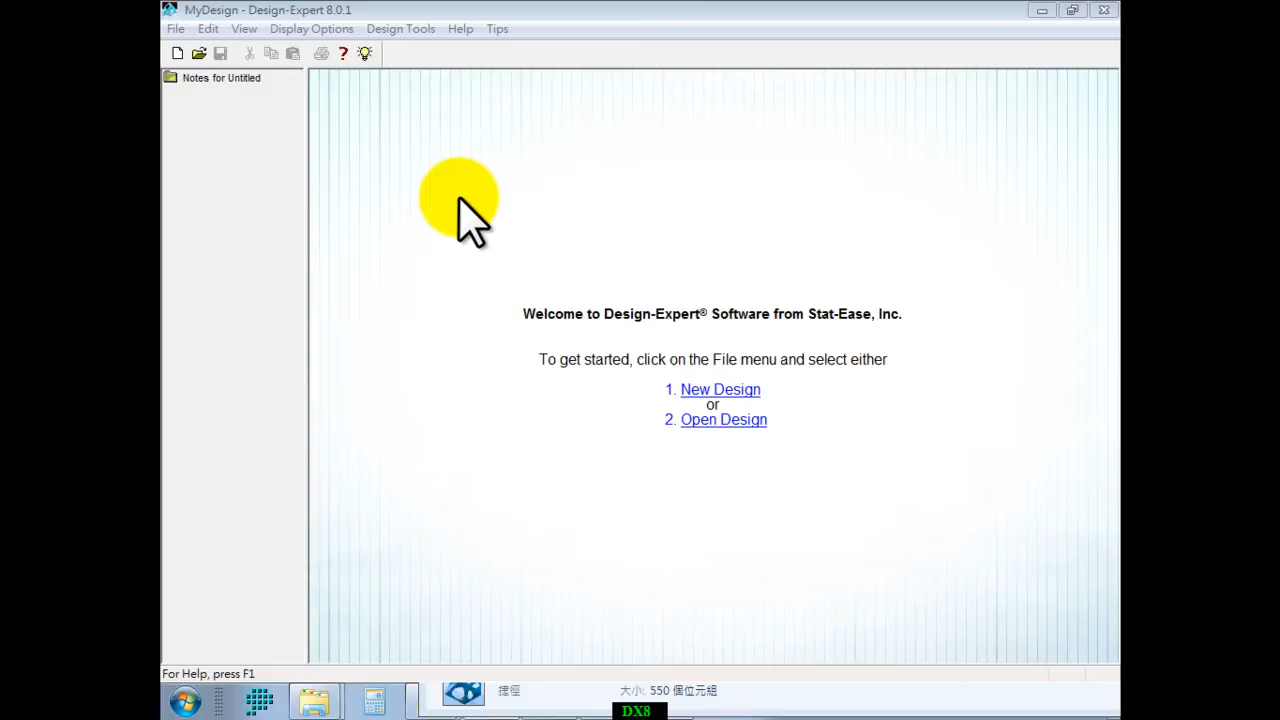 MyDesign - Design-Expert 8.0.1
File Edit View Display Options Design Tools Help Tips
?
Notes for Untitled
Welcome to Design-Expert® Software from Stat-Ease, Inc.
To get started, click on the File menu and select either
1. New Design
or
2. Open Design
For Help, press F1
捷徑 大小: 550 個位元組
DX8